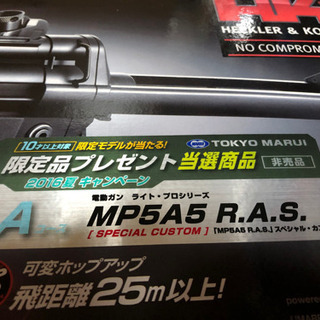 HECKLER & KO
NO COMPROM
10才以上対象 限定モデルが当たる!
TOKYO MARUI
限定品プレゼント 当選商品 非売品
2016夏 キャンペーン
A
電動ガン ライト・プロシリーズ
MP5A5 R.A.S.
[ SPECIAL CUSTOM ] 「MP5A5 R.A.S.」スペシャル・カス
可変ホップアップ
飛距離25m以上!
powered